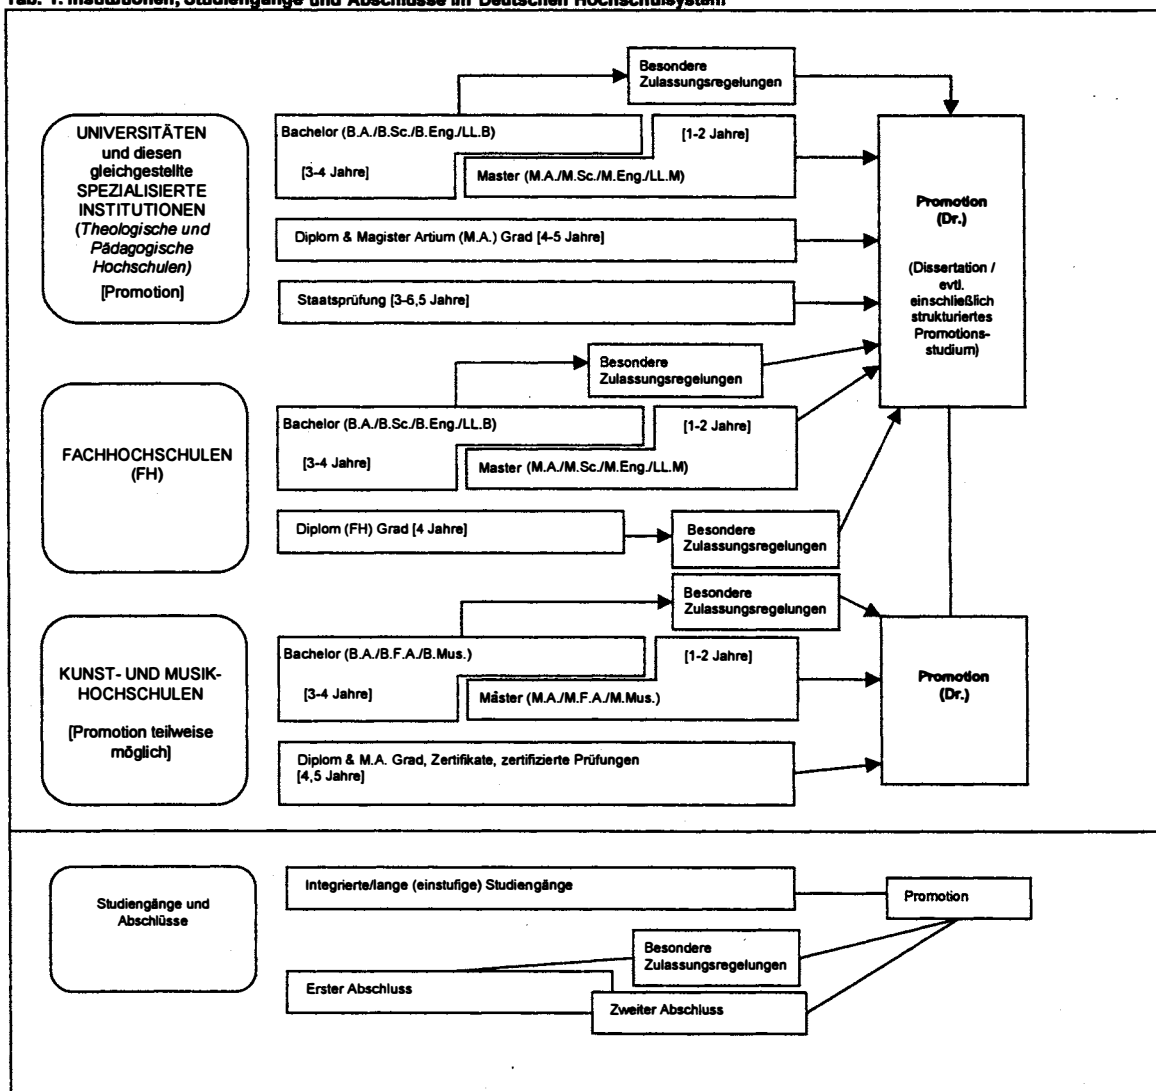 Tab. 1: Institutionen, Studiengänge und Abschlüsse im Deutschen Hochschulsystem
Besondere
Zulassungsregelungen
UNIVERSITÄTEN
und diesen
gleichgestellte
SPEZIALISIERTE
INSTITUTIONEN
(Theologische und
Pädagogische
Hochschulen)
[Promotion]
Bachelor (B.A./B.Sc./B.Eng./LL.B)
[3-4 Jahre]
[1-2 Jahre]
Master (M.A./M.Sc./M.Eng./LL.M)
Diplom & Magister Artium (M.A.) Grad [4-5 Jahre]
Staatsprüfung [3-6,5 Jahre]
Promotion
(Dr.)
(Dissertation /
evtl.
einschließlich
strukturiertes
Promotions-
studium)
FACHHOCHSCHULEN
(FH)
Besondere
Zulassungsregelungen
Bachelor (B.A./B.Sc./B.Eng./LL.B)
[3-4 Jahre]
[1-2 Jahre]
Master (M.A./M.Sc./M.Eng./LL.M)
Diplom (FH) Grad [4 Jahre]
Besondere
Zulassungsregelungen
KUNST- UND MUSIK-
HOCHSCHULEN
[Promotion teilweise
möglich]
Besondere
Zulassungsregelungen
Bachelor (B.A./B.F.A./B.Mus.)
[3-4 Jahre]
[1-2 Jahre]
Master (M.A./M.F.A./M.Mus.)
Diplom & M.A. Grad, Zertifikate, zertifizierte Prüfungen
[4,5 Jahre]
Promotion
(Dr.)
Studiengänge und
Abschlüsse
Integrierte/lange (einstufige) Studiengänge
Promotion
Besondere
Zulassungsregelungen
Erster Abschluss
Zweiter Abschluss